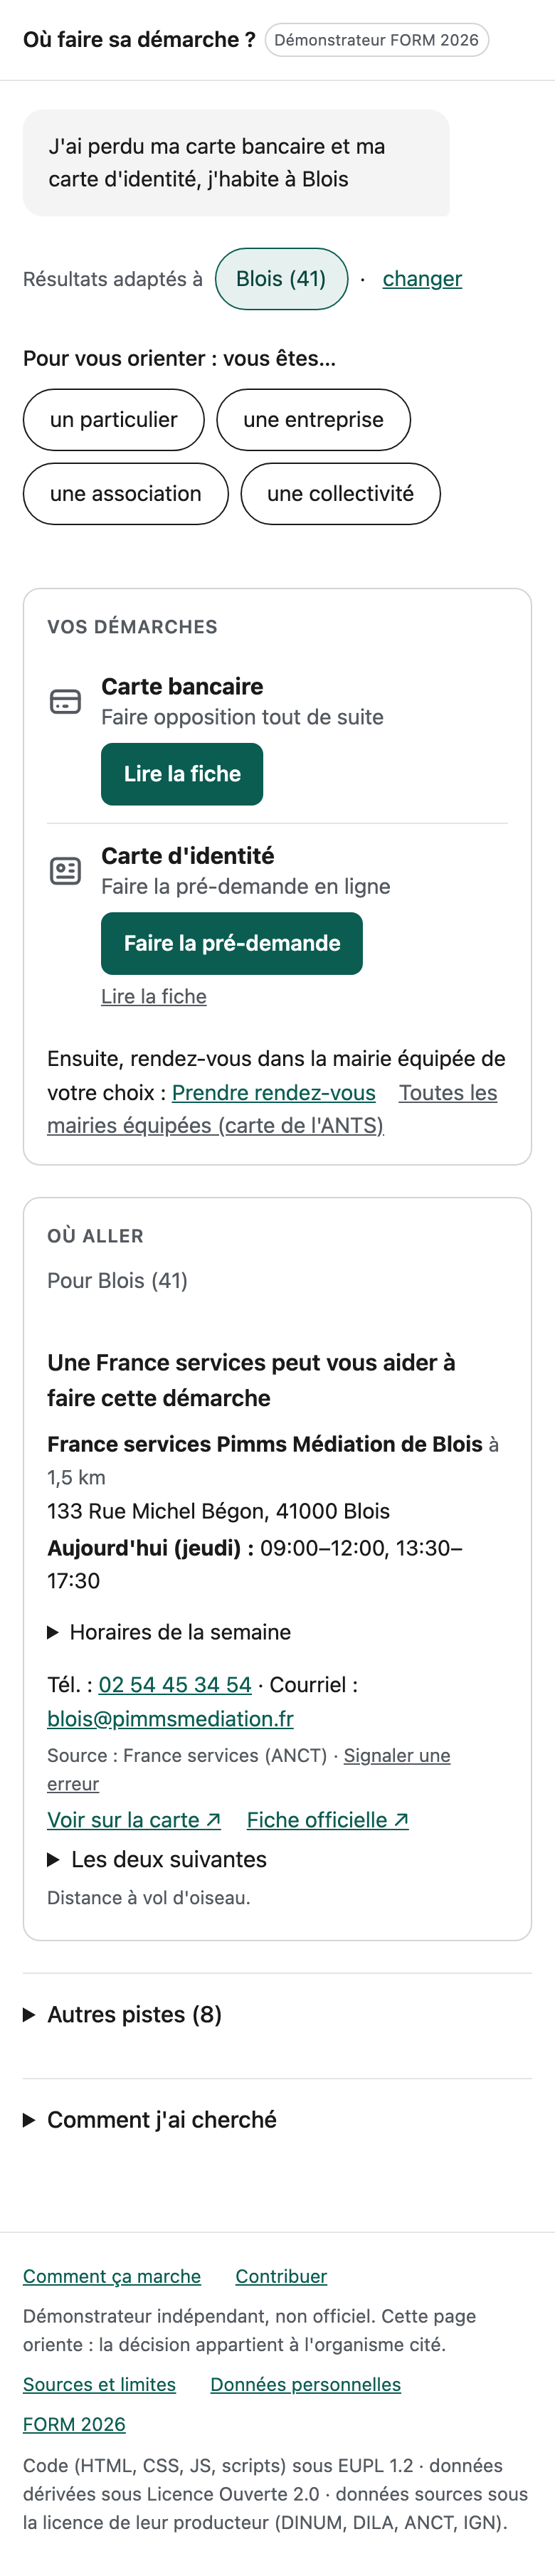 Où faire sa démarche ? Démonstrateur FORM 2026
J'ai perdu ma carte bancaire et ma
carte d'identité, j'habite à Blois
Résultats adaptés à Blois (41) · changer
Pour vous orienter : vous êtes...
un particulier une entreprise
une association une collectivité
VOS DÉMARCHES
Carte bancaire
Faire opposition tout de suite
Lire la fiche
Carte d'identité
Faire la pré-demande en ligne
Faire la pré-demande
Lire la fiche
Ensuite, rendez-vous dans la mairie équipée de
votre choix : Prendre rendez-vous Toutes les
mairies équipées (carte de l'ANTS)
OÙ ALLER
Pour Blois (41)
Une France services peut vous aider à
faire cette démarche
France services Pimms Médiation de Blois à
1,5 km
133 Rue Michel Bégon, 41000 Blois
Aujourd'hui (jeudi) : 09:00–12:00, 13:30–
17:30
▶ Horaires de la semaine
Tél. : 02 54 45 34 54 · Courriel :
blois@pimmsmediation.fr
Source : France services (ANCT) · Signaler une
erreur
Voir sur la carte ↗ Fiche officielle ↗
▶ Les deux suivantes
Distance à vol d'oiseau.
▶ Autres pistes (8)
▶ Comment j'ai cherché
Comment ça marche Contribuer
Démonstrateur indépendant, non officiel. Cette page
oriente : la décision appartient à l'organisme cité.
Sources et limites Données personnelles
FORM 2026
Code (HTML, CSS, JS, scripts) sous EUPL 1.2 · données
dérivées sous Licence Ouverte 2.0 · données sources sous
la licence de leur producteur (DINUM, DILA, ANCT, IGN).